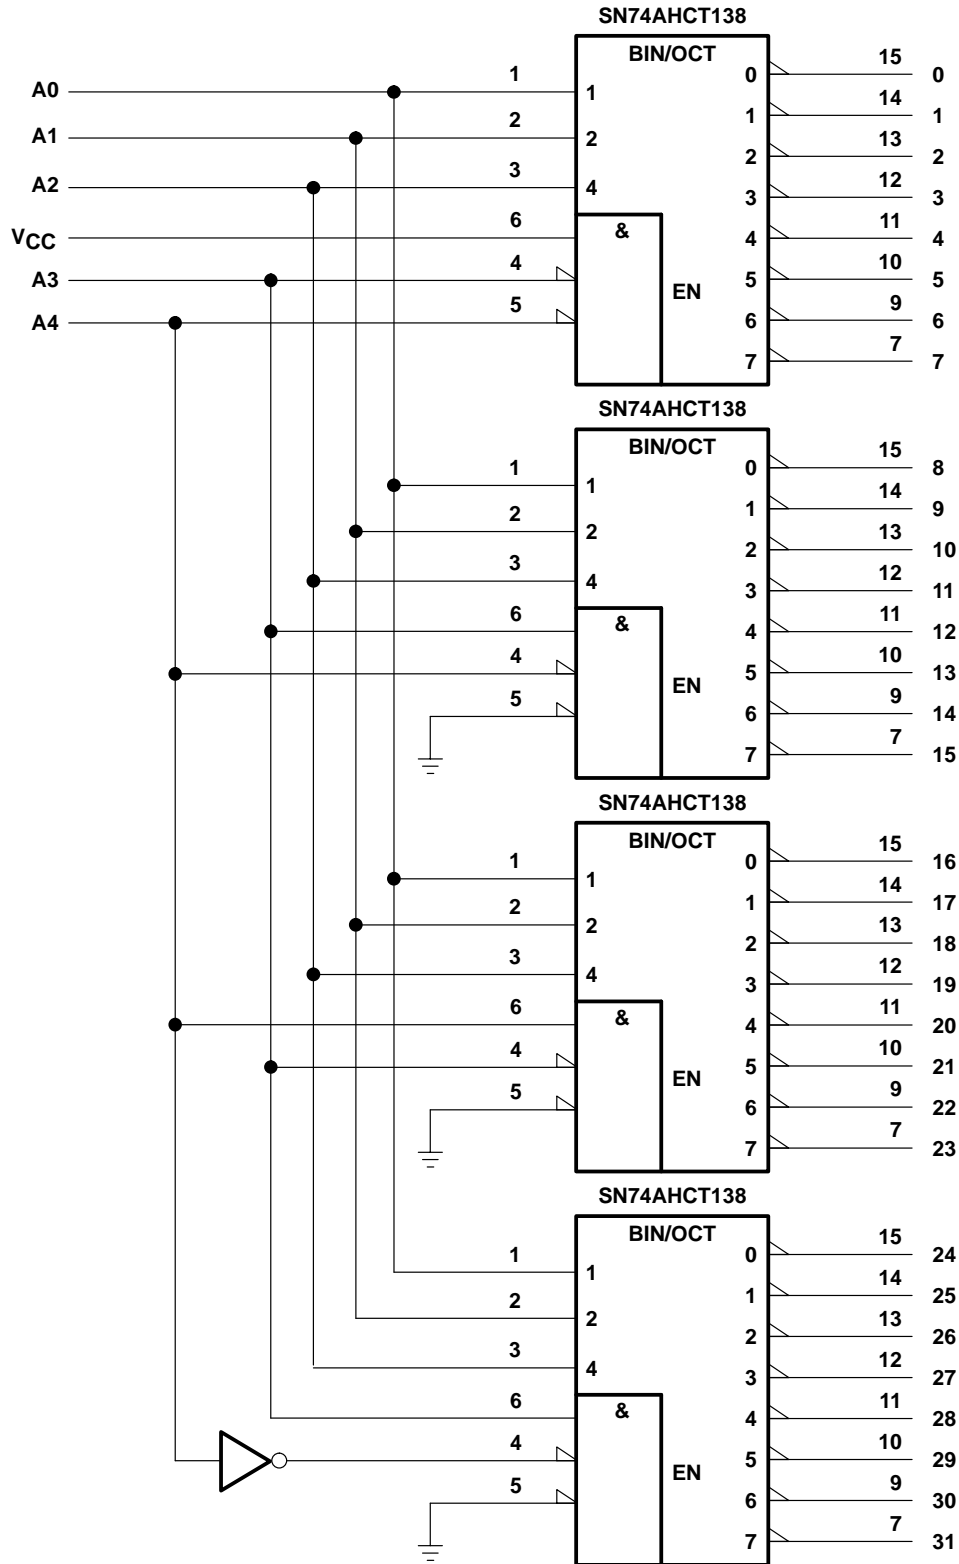 SN74AHCT138
BIN/OCT
A0 1 1 0 15 0
1 14 1
A1 2 2 2 13 2
A2 3 4 3 12 3
VCC 6 & 4 11 4
A3 4 5 10 5
EN
A4 5 6 9 6
7 7 7
SN74AHCT138
BIN/OCT
1 1 0 15 8
1 14 9
2 2 2 13 10
3 4 3 12 11
6 & 4 11 12
4 5 10 13
EN
5 6 9 14
7 7 15
SN74AHCT138
BIN/OCT
1 1 0 15 16
1 14 17
2 2 2 13 18
3 4 3 12 19
6 & 4 11 20
4 5 10 21
EN
5 6 9 22
7 7 23
SN74AHCT138
BIN/OCT
1 1 0 15 24
1 14 25
2 2 2 13 26
3 4 3 12 27
6 & 4 11 28
4 5 10 29
EN
5 6 9 30
7 7 31